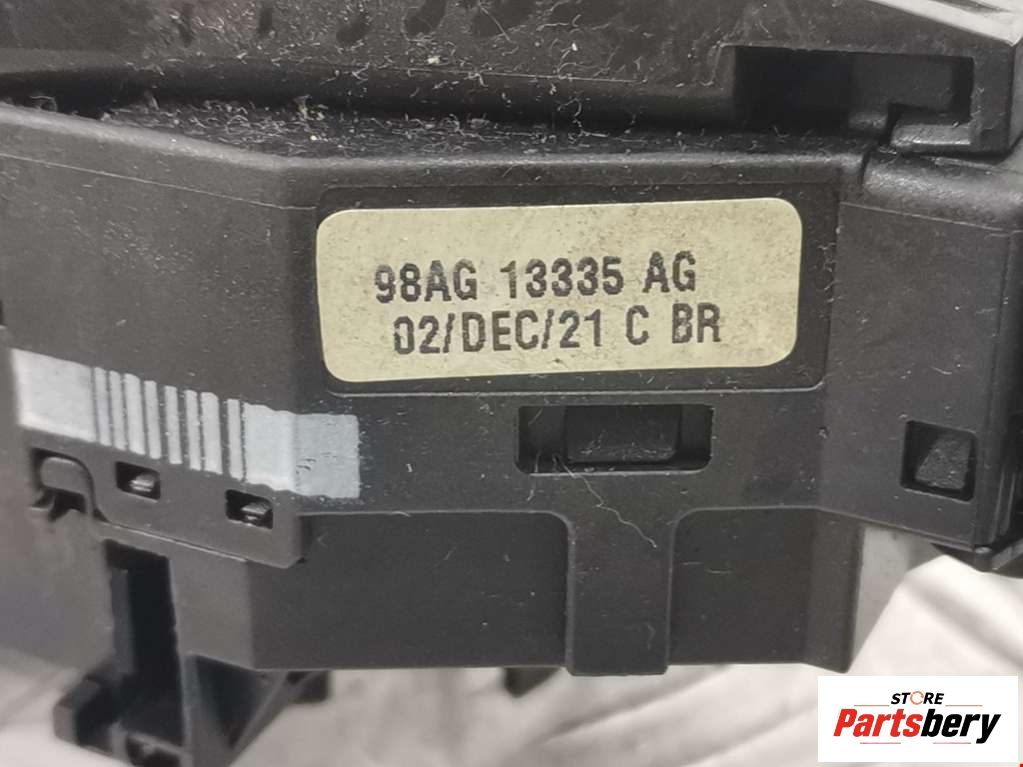 98AG 13335 AG
02/DEC/21 C BR
STORE
Partsbery